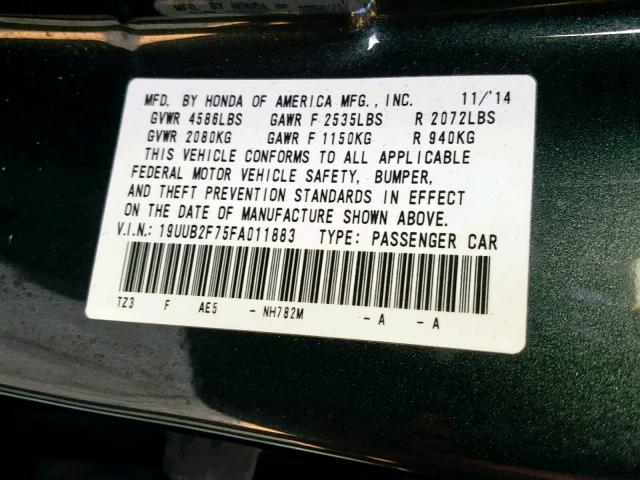 MFD. BY HONDA OF AMERICA MFG., INC. 11/'14
GVWR 4586LBS GAWR F 2535LBS R 2072LBS
GVWR 2080KG GAWR F 1150KG R 940KG
THIS VEHICLE CONFORMS TO ALL APPLICABLE
FEDERAL MOTOR VEHICLE SAFETY, BUMPER,
AND THEFT PREVENTION STANDARDS IN EFFECT
ON THE DATE OF MANUFACTURE SHOWN ABOVE.
V.I.N.: 19UUB2F75FA011883 TYPE: PASSENGER CAR
TZ3 F AE5 - NH782M - A - A